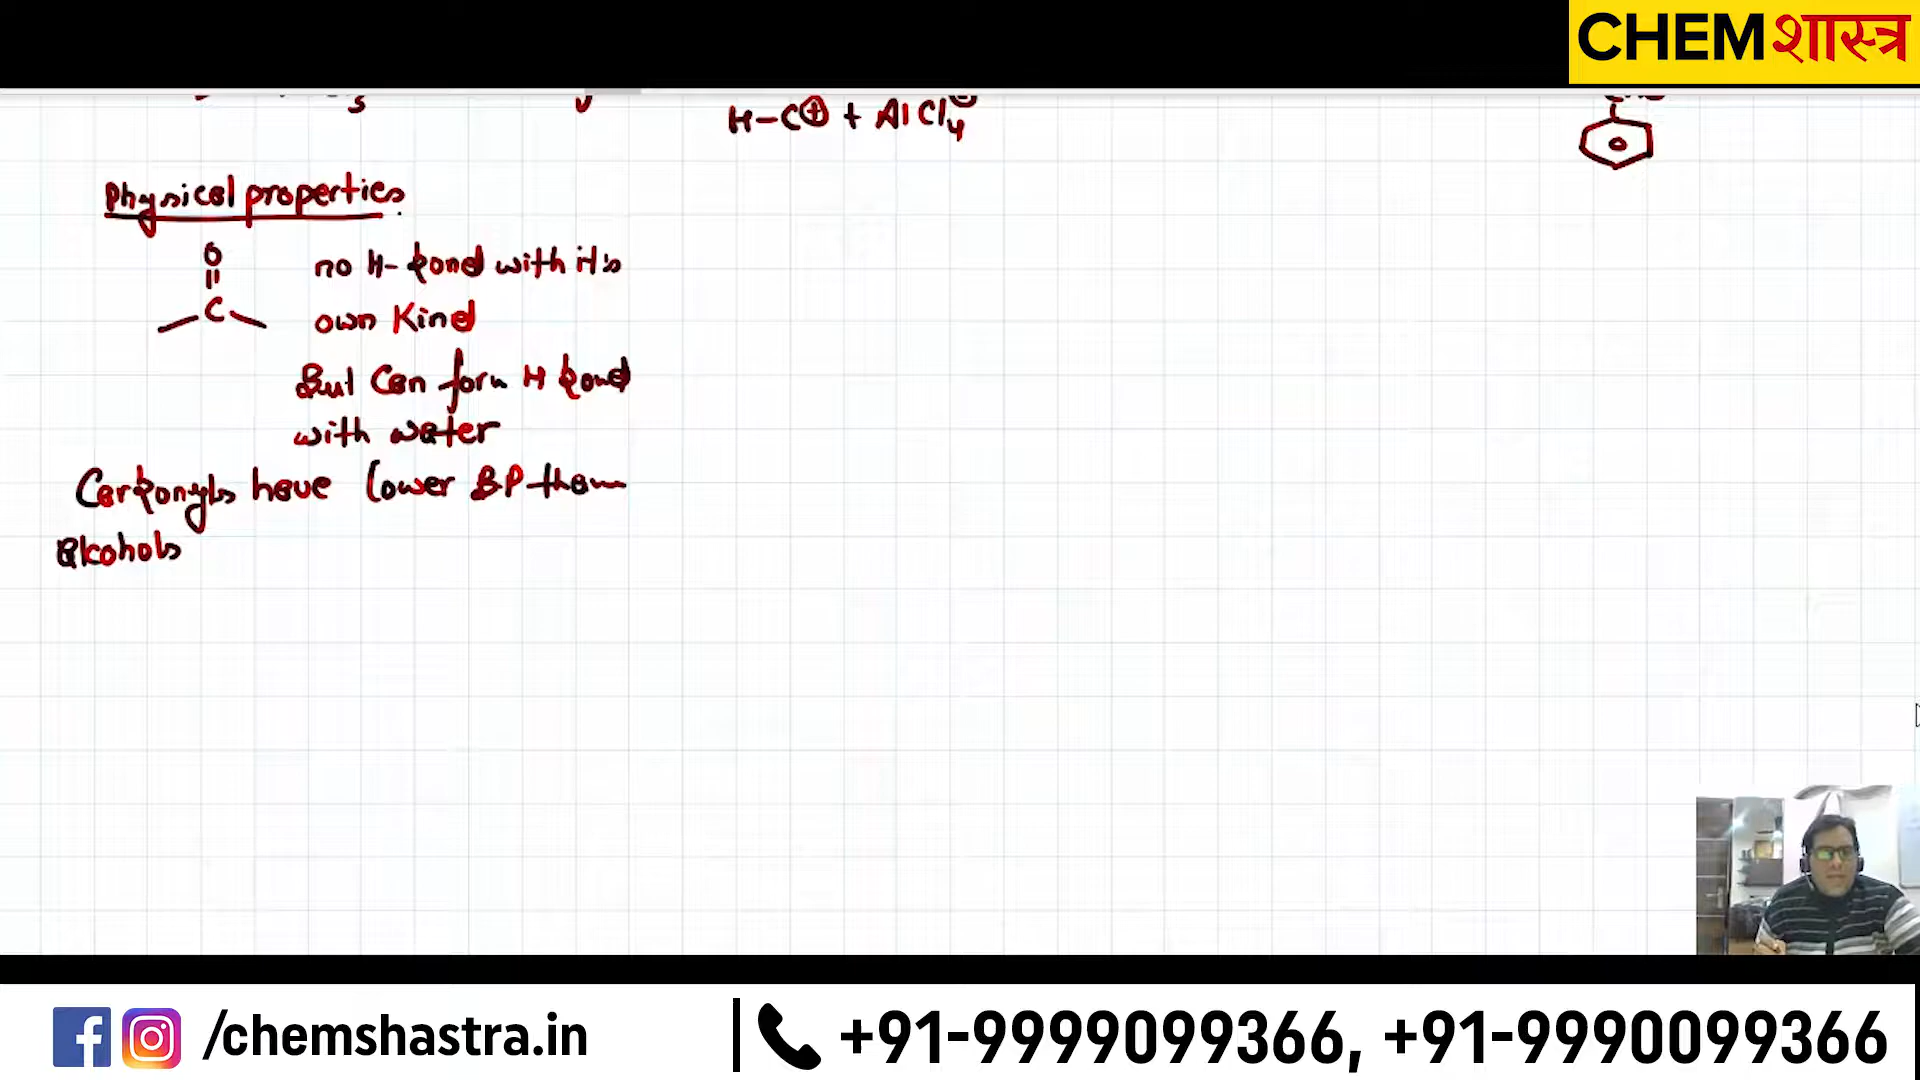 CHEMशास्त्र
H-C⊕ + AlCl4⊖
Physical properties.
O
C
no H-bond with its
own kind
But can form H bond
with water
Carbonyls have lower BP than
alcohols
/chemshastra.in
+91-9999099366, +91-9990099366